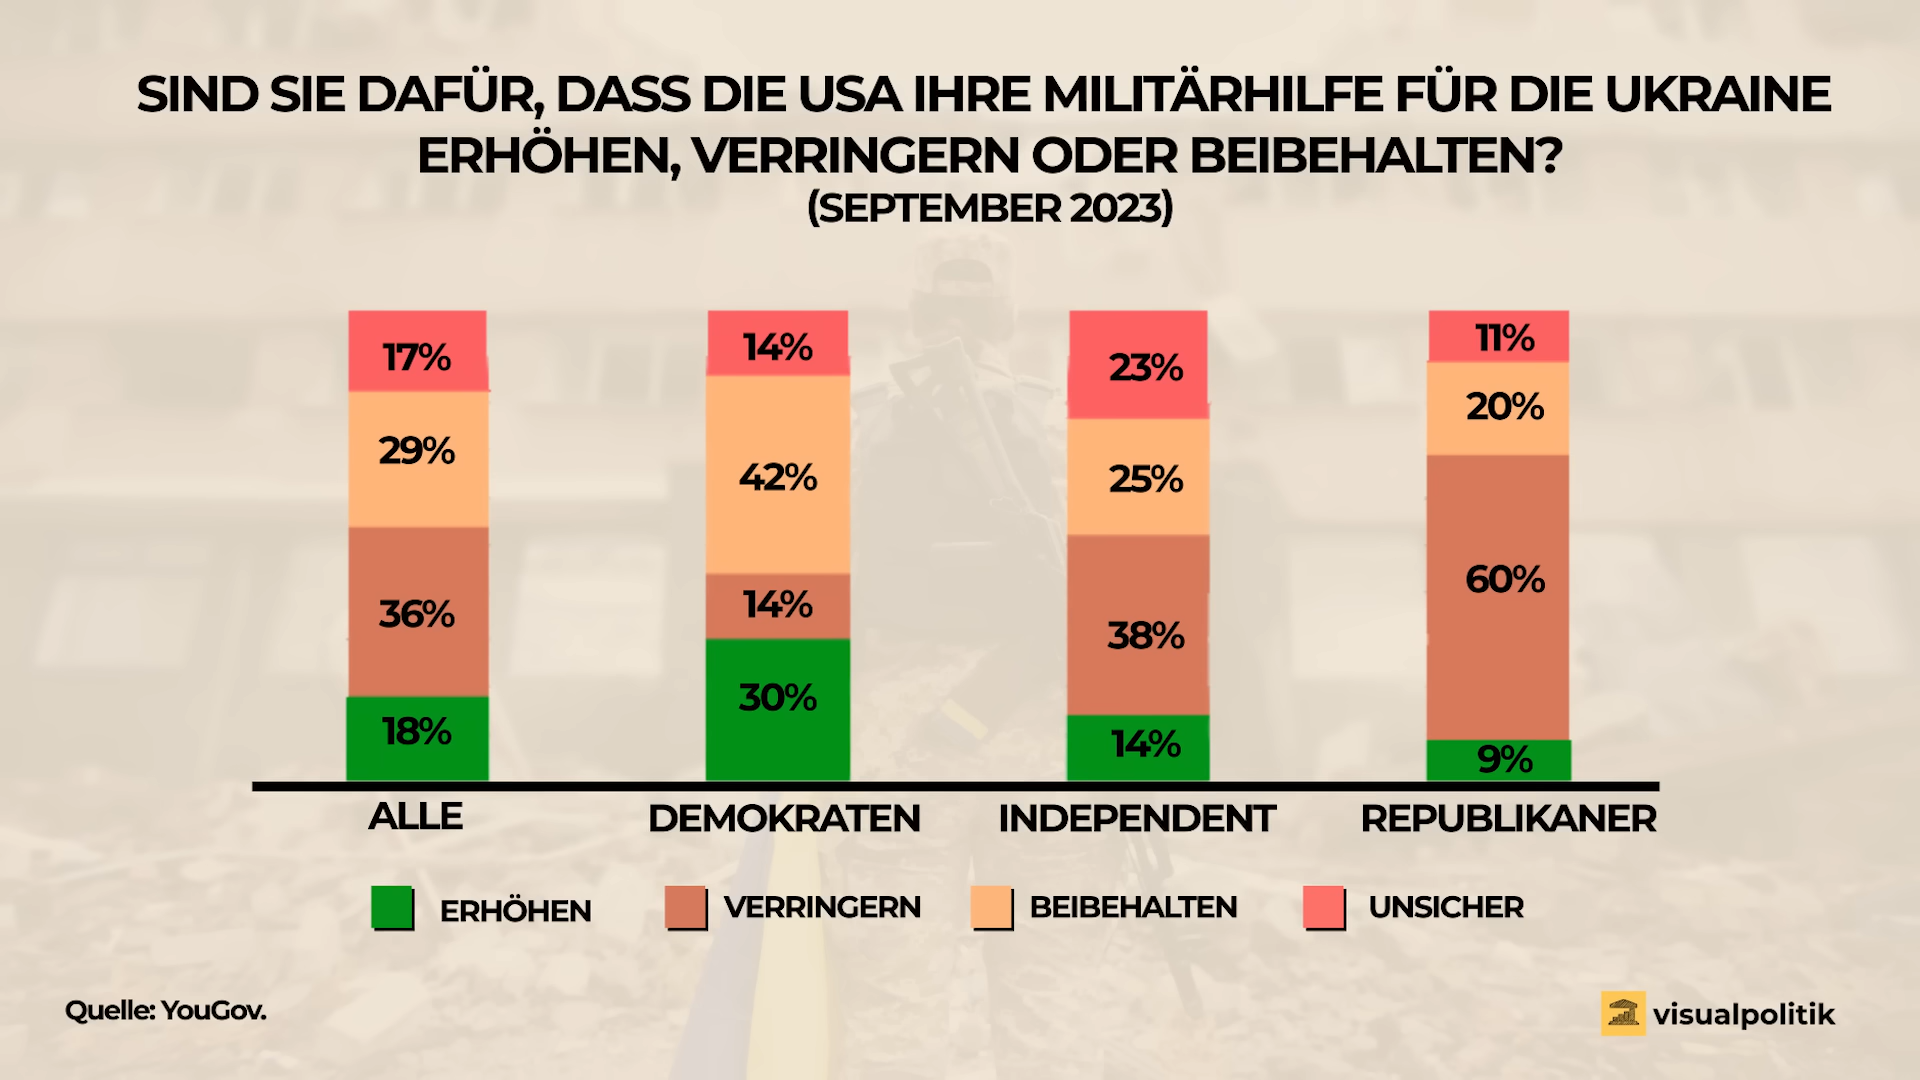 SIND SIE DAFÜR, DASS DIE USA IHRE MILITÄRHILFE FÜR DIE UKRAINE
ERHÖHEN, VERRINGERN ODER BEIBEHALTEN?
(SEPTEMBER 2023)
17%
29%
36%
18%
14%
42%
14%
30%
23%
25%
38%
14%
11%
20%
60%
9%
ALLE
DEMOKRATEN
INDEPENDENT
REPUBLIKANER
ERHÖHEN
VERRINGERN
BEIBEHALTEN
UNSICHER
Quelle: YouGov.
visualpolitik